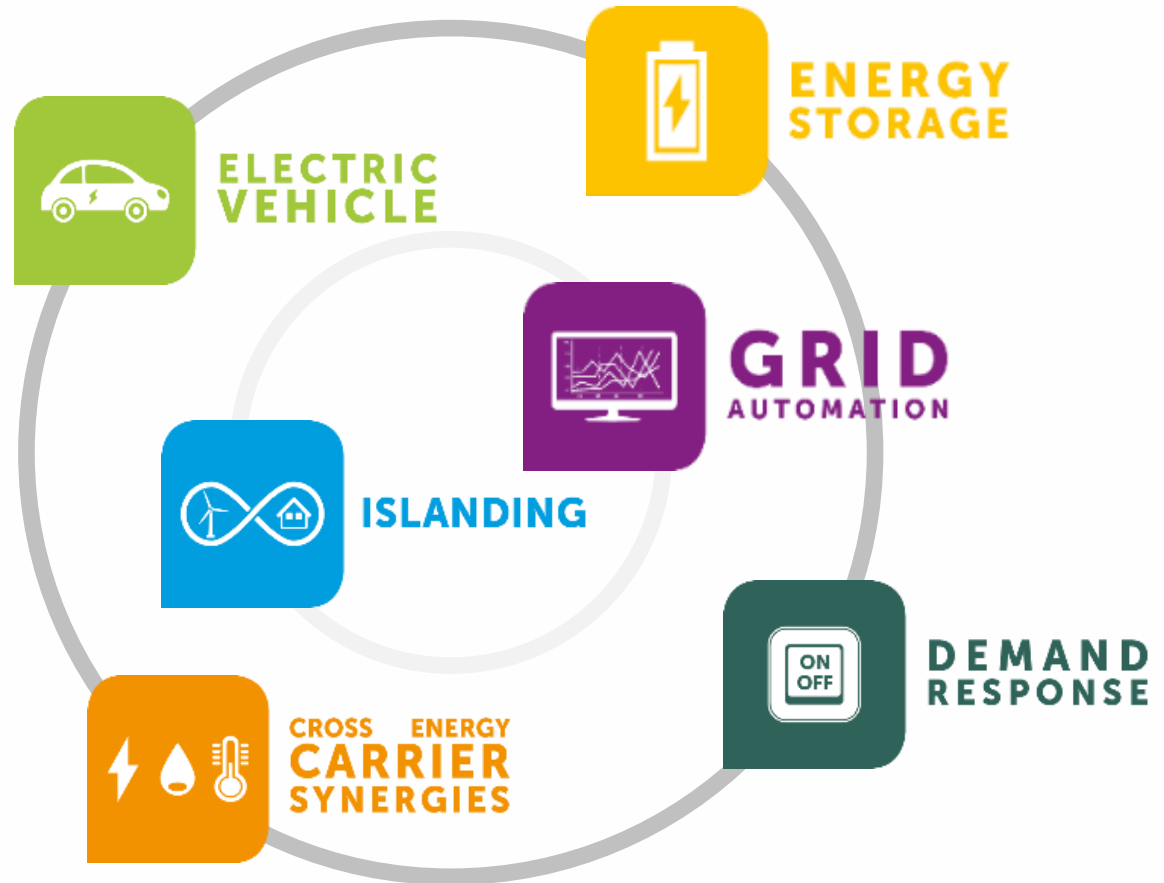 ENERGY
STORAGE
ELECTRIC
VEHICLE
GRID
AUTOMATION
ISLANDING
ON
OFF
DEMAND
RESPONSE
CROSS ENERGY
CARRIER
SYNERGIES